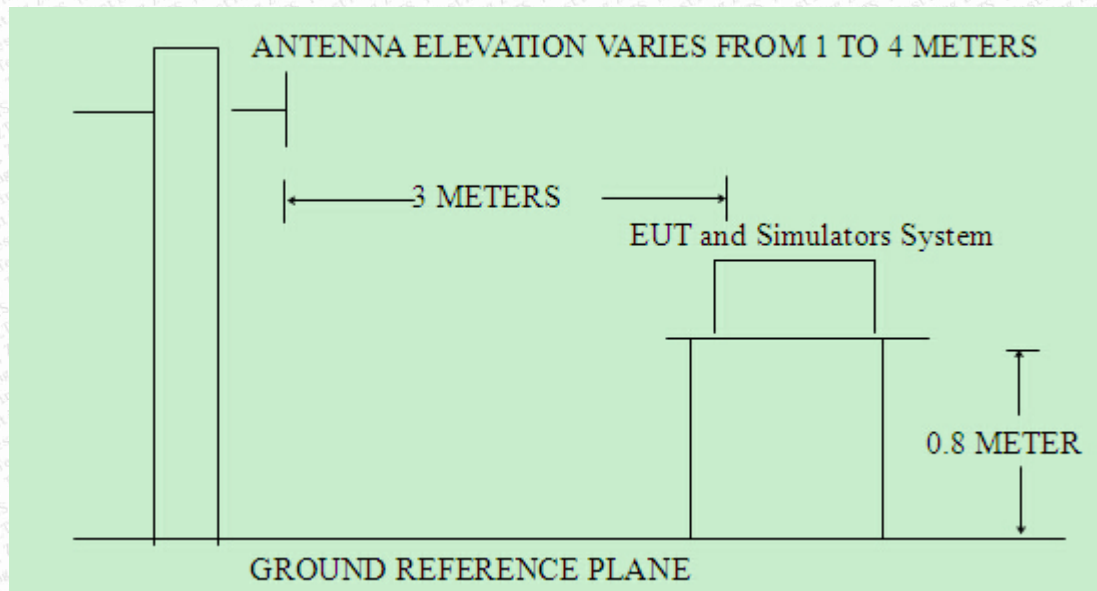 ANTENNA ELEVATION VARIES FROM 1 TO 4 METERS
3 METERS
EUT and Simulators System
0.8 METER
GROUND REFERENCE PLANE